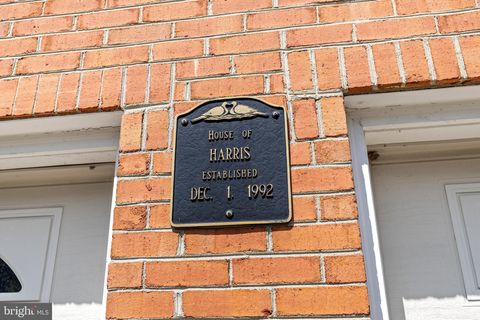 House of
HARRIS
ESTABLISHED
DEC. 1. 1992
bright MLS